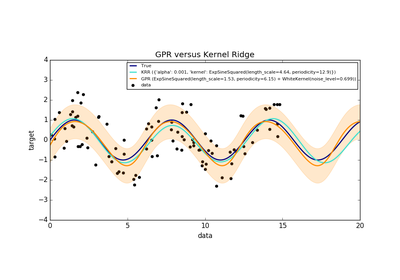 GPR versus Kernel Ridge
True
KRR ({'alpha': 0.001, 'kernel': ExpSineSquared(length_scale=4.64, periodicity=12.9)})
GPR (ExpSineSquared(length_scale=1.53, periodicity=6.15) + WhiteKernel(noise_level=0.699))
data
target
4
3
2
1
0
−1
−2
−3
−4
0 5 10 15 20
data